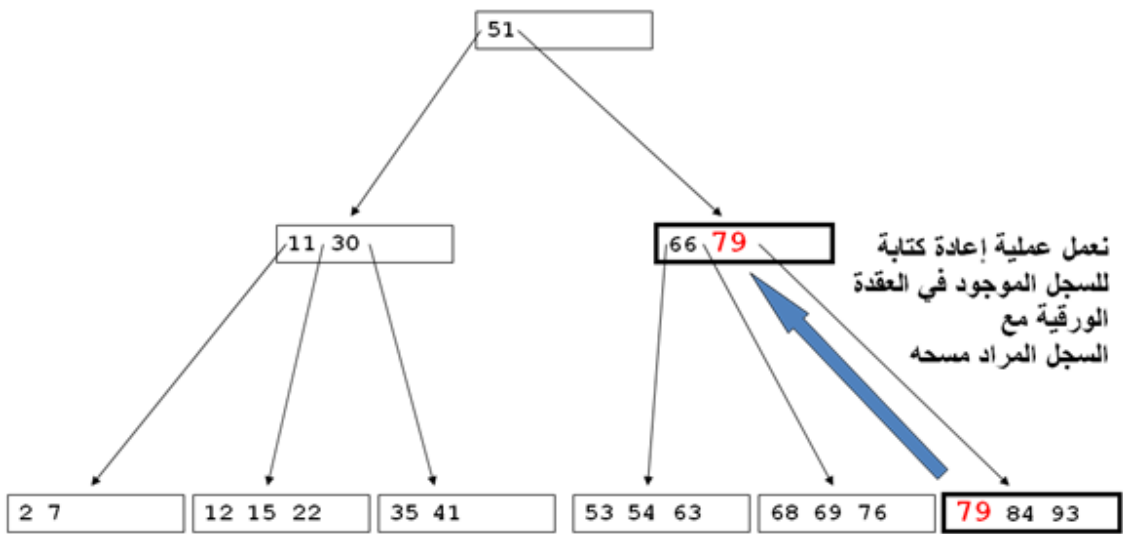 51
11 30
66 79
نعمل عملية إعادة كتابة
للسجل الموجود في العقدة
الورقية مع
السجل المراد مسحه
2 7
12 15 22
35 41
53 54 63
68 69 76
79 84 93